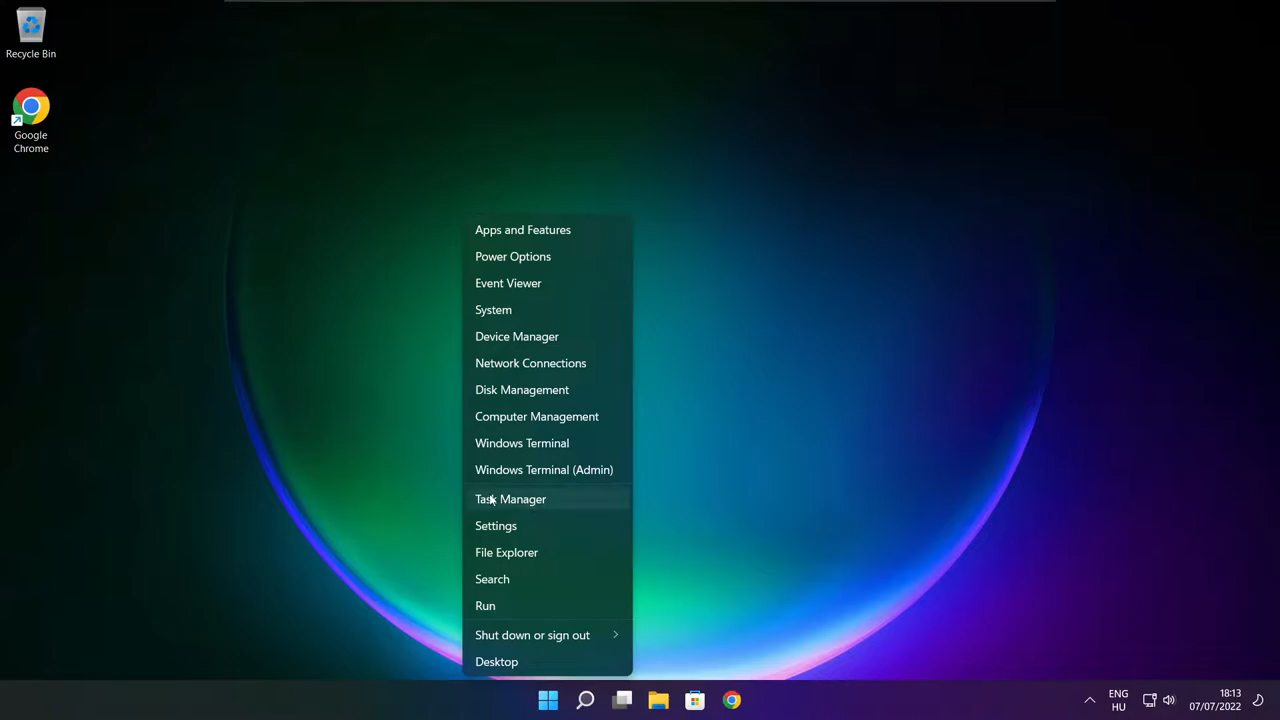 Recycle Bin
Google
Chrome
Apps and Features
Power Options
Event Viewer
System
Device Manager
Network Connections
Disk Management
Computer Management
Windows Terminal
Windows Terminal (Admin)
Task Manager
Settings
File Explorer
Search
Run
Shut down or sign out
Desktop
ENG
HU
18:13
07/07/2022